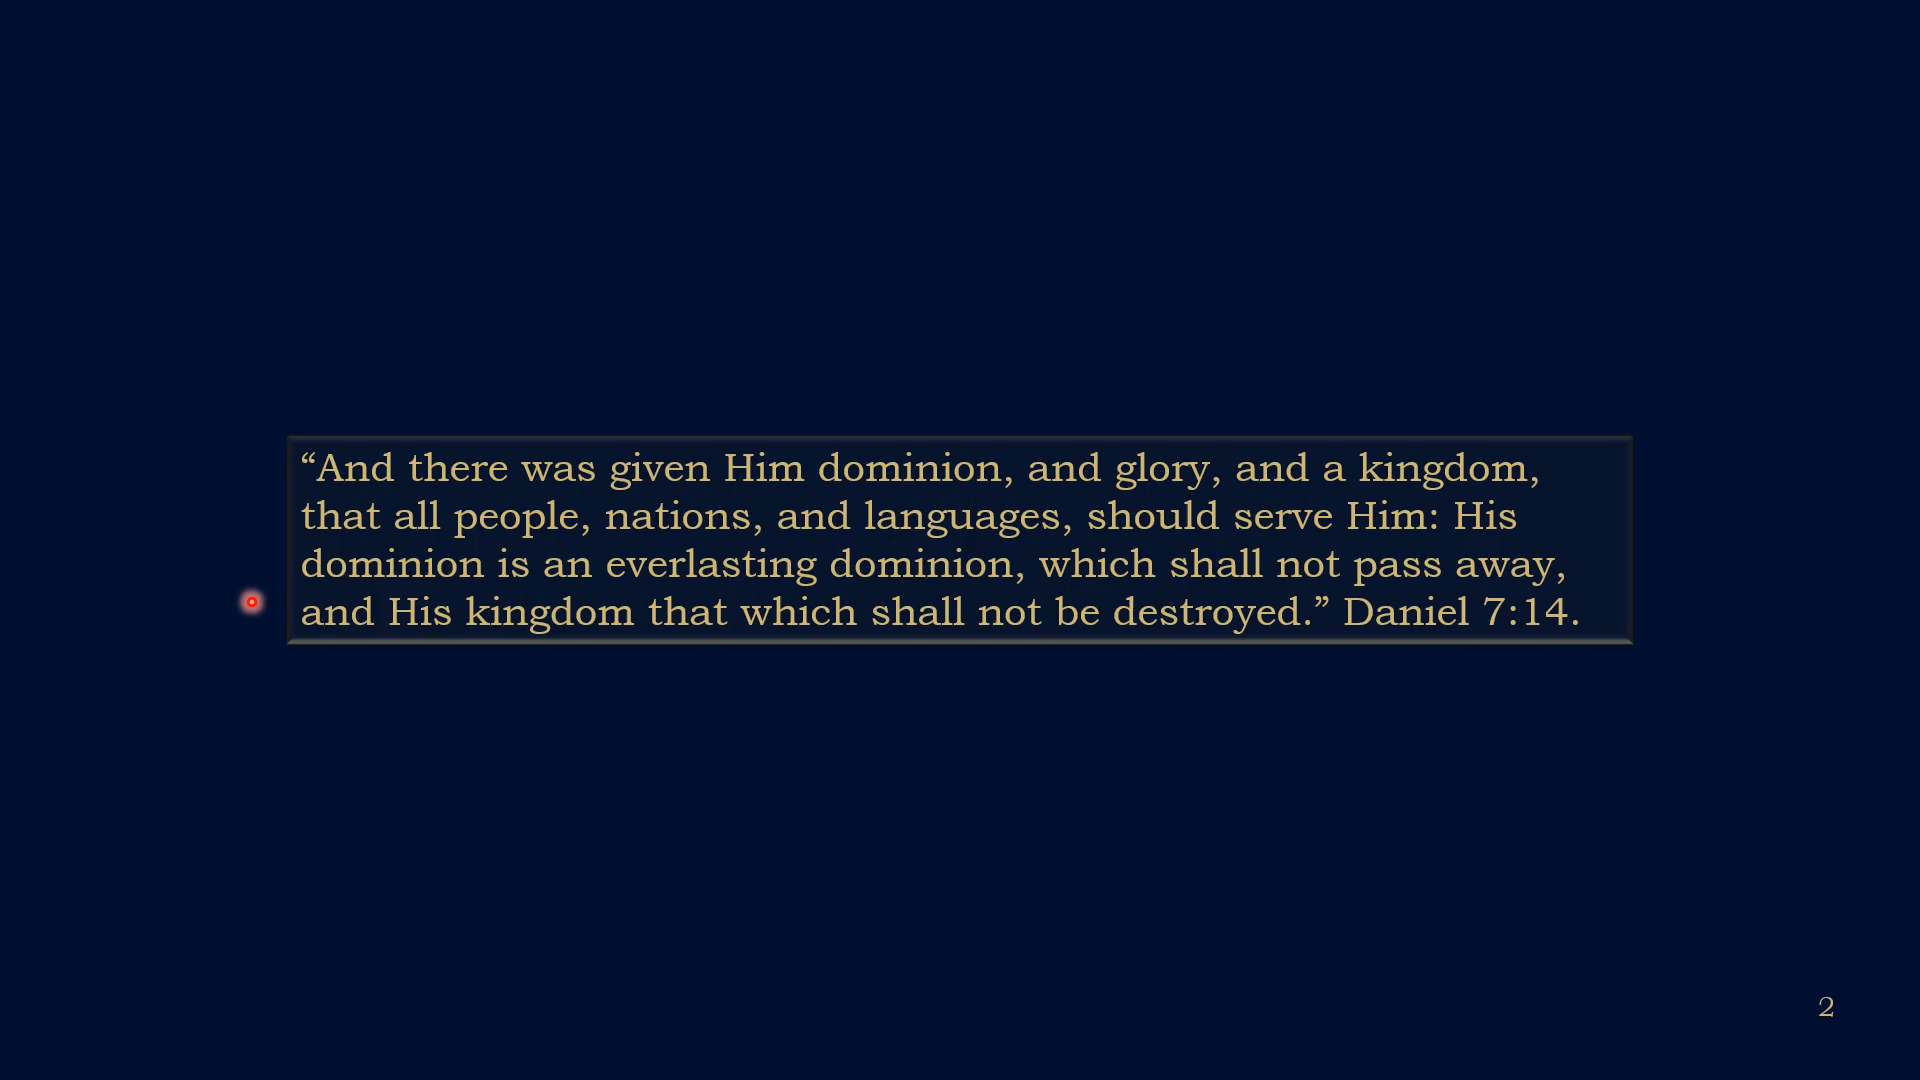 “And there was given Him dominion, and glory, and a kingdom,
that all people, nations, and languages, should serve Him: His
dominion is an everlasting dominion, which shall not pass away,
and His kingdom that which shall not be destroyed.” Daniel 7:14.
2